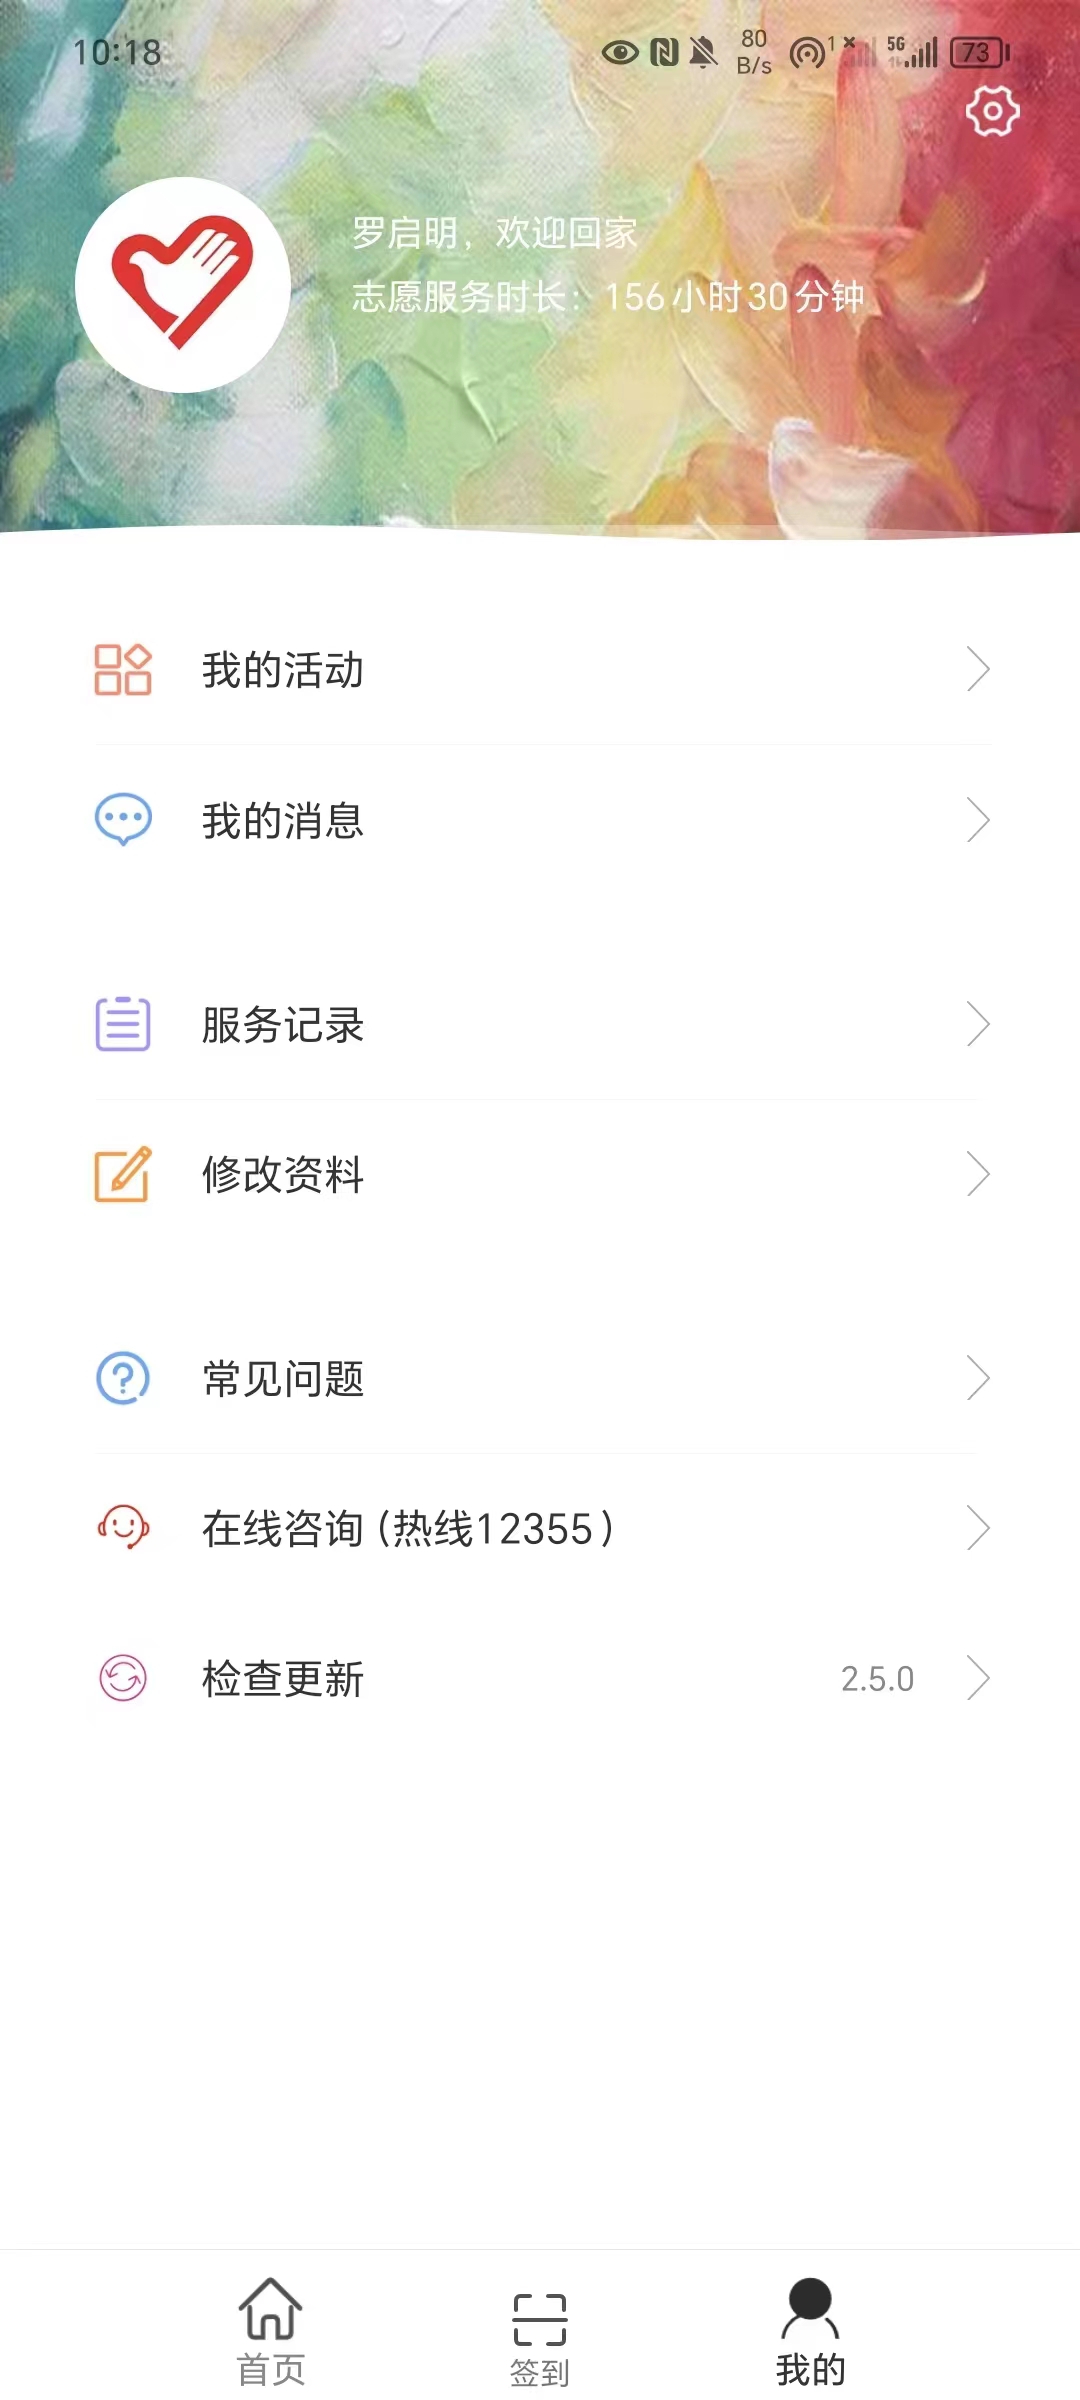 10:18
80
B/s
1
5G
73
罗启明，欢迎回家
志愿服务时长：156小时30分钟
我的活动
我的消息
服务记录
修改资料
常见问题
在线咨询（热线12355）
检查更新
2.5.0
首页
签到
我的